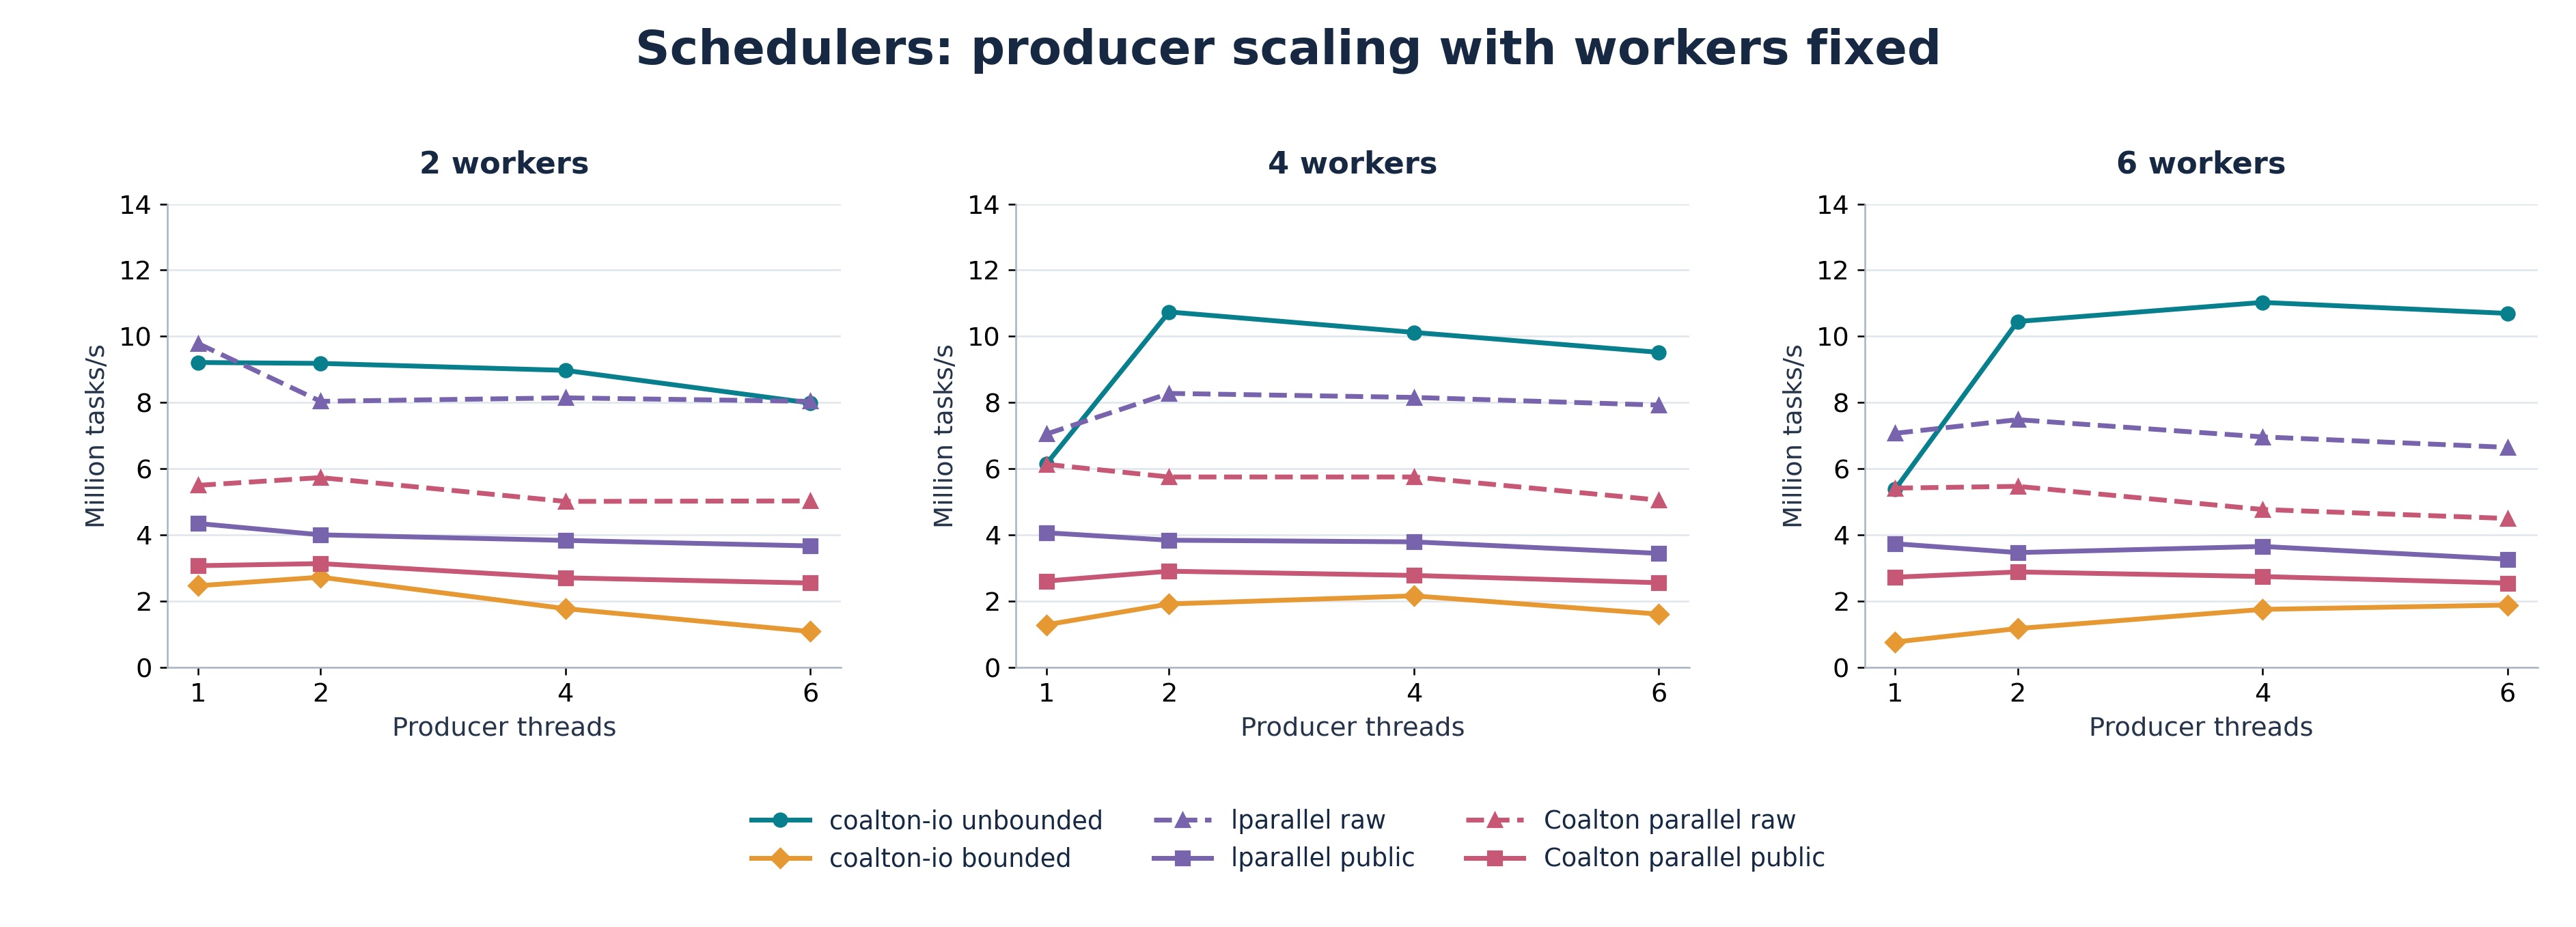 Schedulers: producer scaling with workers fixed
2 workers
14
12
10
8
6
4
2
0
Million tasks/s
1 2 4 6
Producer threads
4 workers
14
12
10
8
6
4
2
0
Million tasks/s
1 2 4 6
Producer threads
6 workers
14
12
10
8
6
4
2
0
Million tasks/s
1 2 4 6
Producer threads
coalton-io unbounded
coalton-io bounded
lparallel raw
lparallel public
Coalton parallel raw
Coalton parallel public